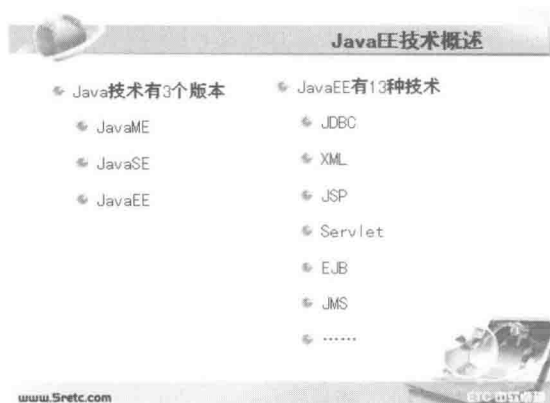 JavaEE技术概述
Java技术有3个版本
JavaME
JavaSE
JavaEE
JavaEE有13种技术
JDBC
XML
JSP
Servlet
EJB
JMS
……
www.5retc.com